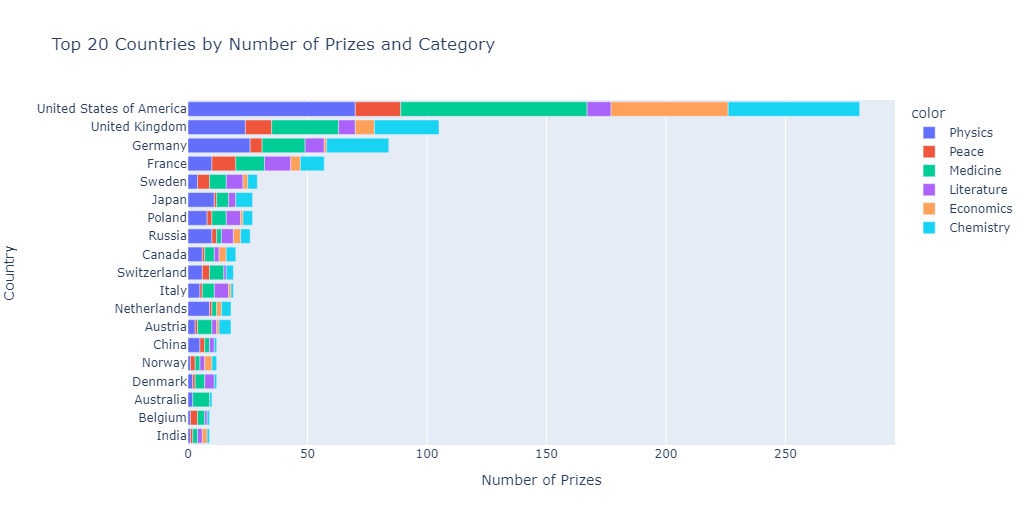 Top 20 Countries by Number of Prizes and Category
United States of America
United Kingdom
Germany
France
Sweden
Japan
Poland
Russia
Canada
Switzerland
Italy
Netherlands
Austria
China
Norway
Denmark
Australia
Belgium
India
Country
0 50 100 150 200 250
Number of Prizes
color
Physics
Peace
Medicine
Literature
Economics
Chemistry